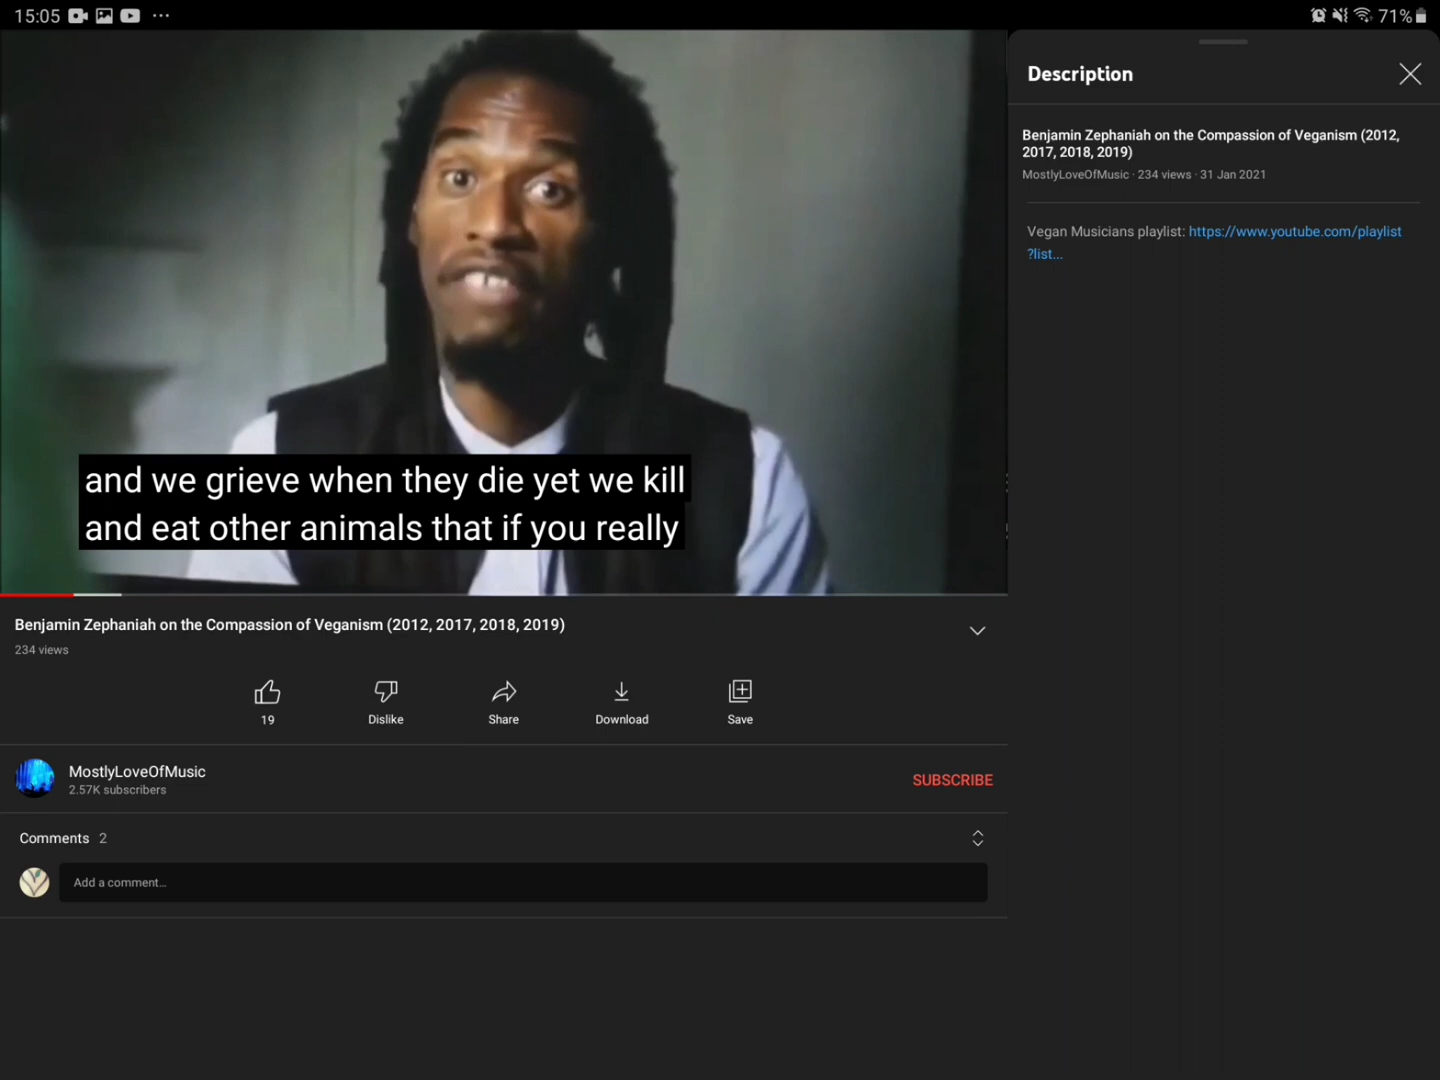 15:05
71%
and we grieve when they die yet we kill
and eat other animals that if you really
Benjamin Zephaniah on the Compassion of Veganism (2012, 2017, 2018, 2019)
234 views
19
Dislike
Share
Download
Save
MostlyLoveOfMusic
2.57K subscribers
SUBSCRIBE
Comments 2
Add a comment...
Description
Benjamin Zephaniah on the Compassion of Veganism (2012,
2017, 2018, 2019)
MostlyLoveOfMusic · 234 views · 31 Jan 2021
Vegan Musicians playlist: https://www.youtube.com/playlist
?list...